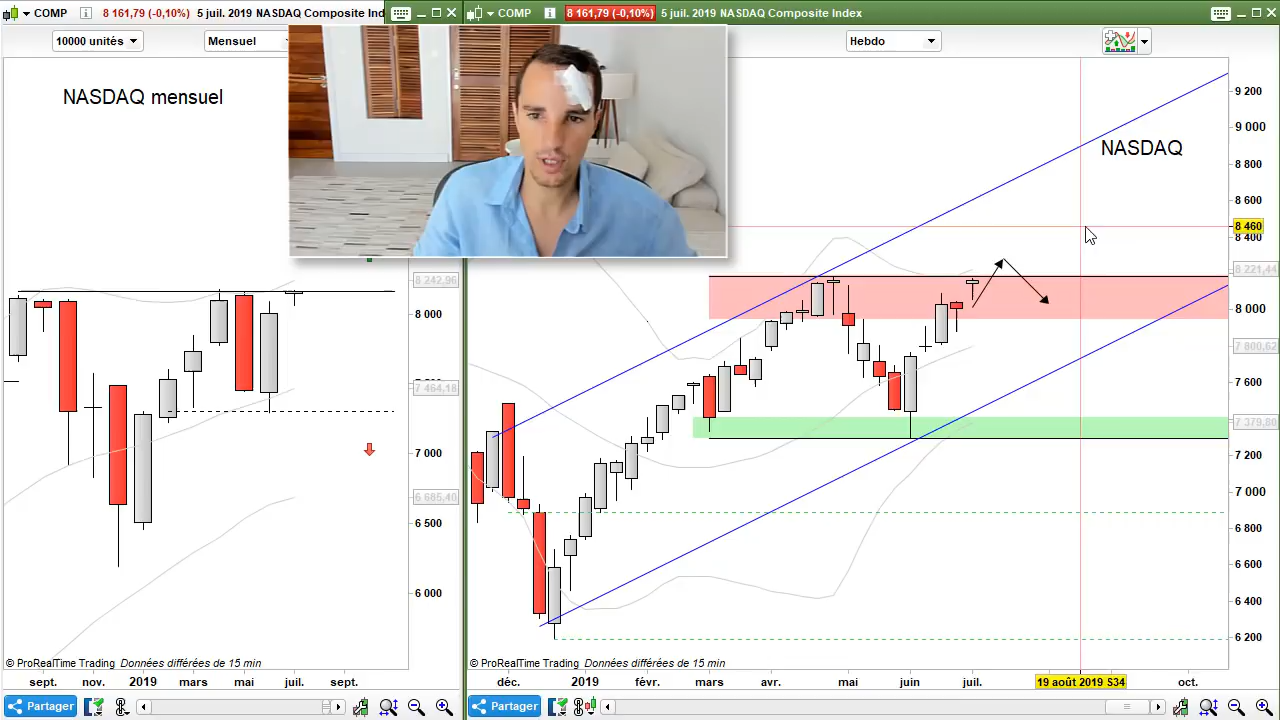 COMP 8 161,79 (-0,10%) 5 juil. 2019 NASDAQ Composite Ind
10000 unités Mensuel
NASDAQ mensuel
8 242,96
8 000
7 464,18
7 000
6 685,40
6 500
6 000
© ProRealTime Trading Données différées de 15 min
sept. nov. 2019 mars mai juil. sept.
Partager
COMP 8 161,79 (-0,10%) 5 juil. 2019 NASDAQ Composite Index
Hebdo
NASDAQ
9 200
9 000
8 800
8 600
8 460
8 400
8 221,44
8 000
7 800,62
7 600
7 379,80
7 200
7 000
6 800
6 600
6 400
6 200
© ProRealTime Trading Données différées de 15 min
déc. 2019 févr. mars avr. mai juin juil. 19 août 2019 S34 oct.
Partager